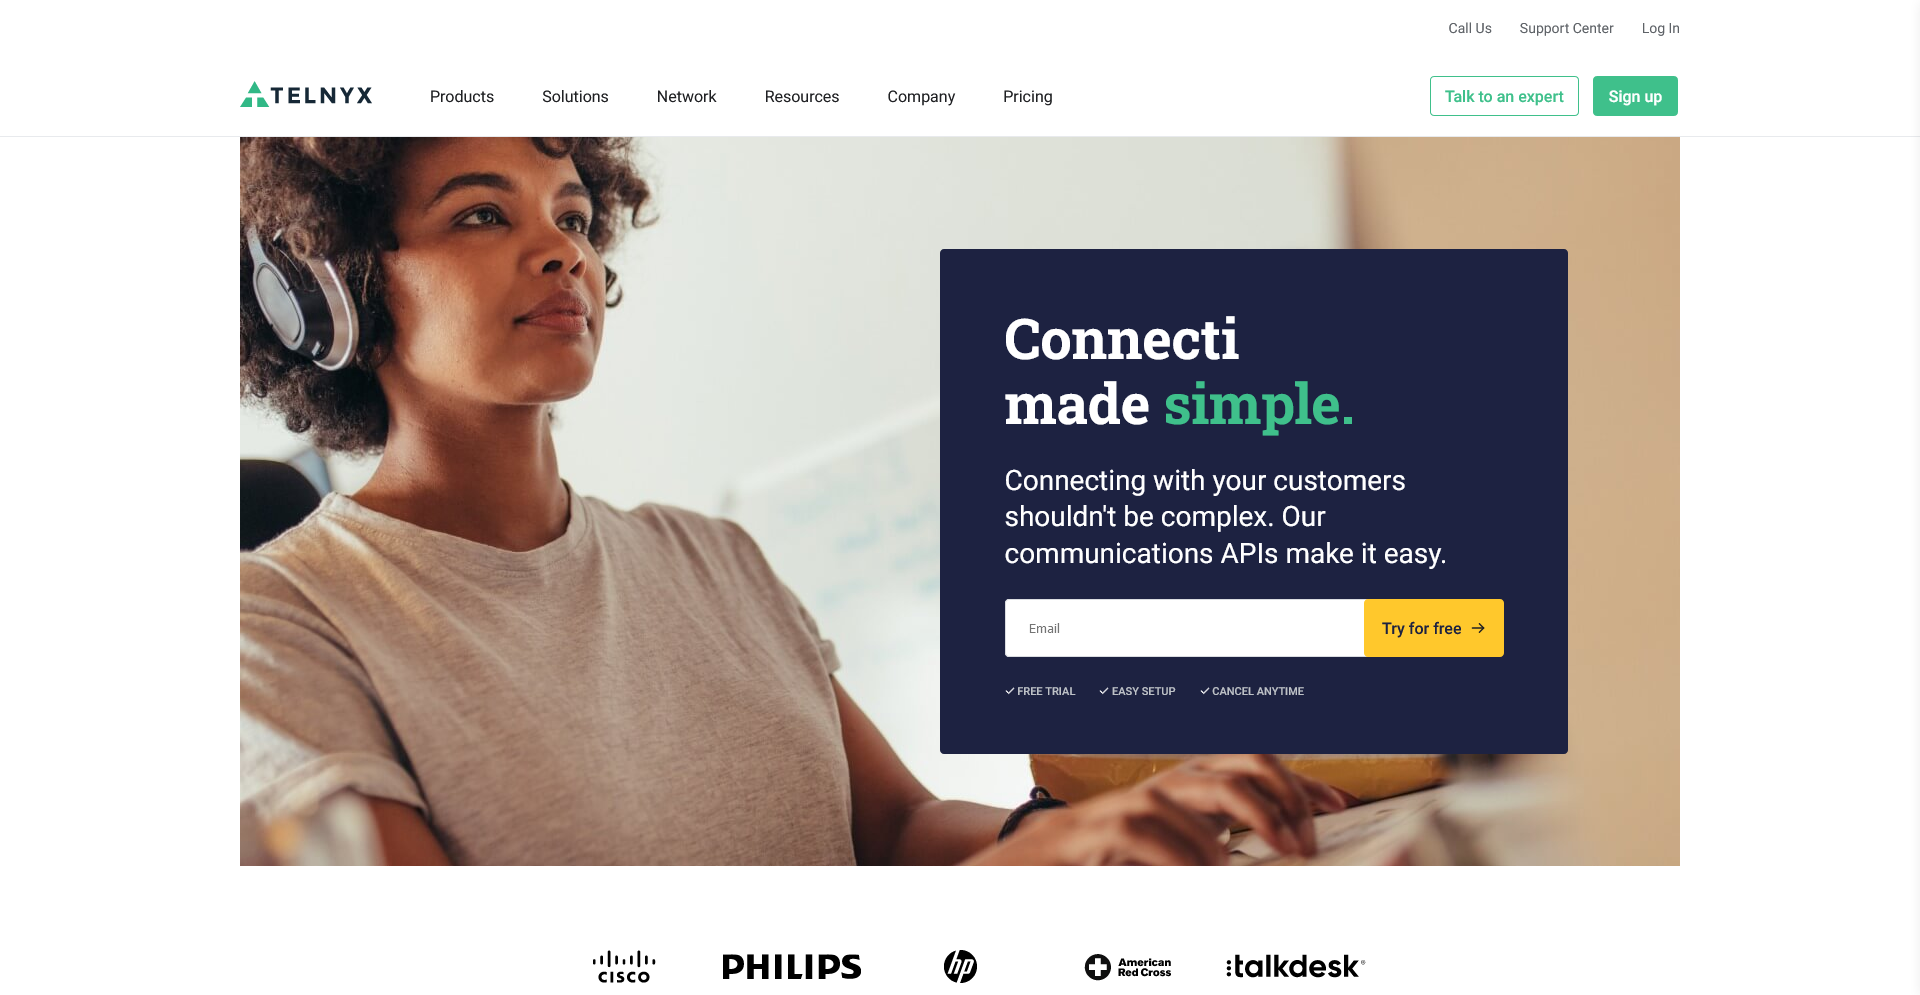 Call Us Support Center Log In
TELNYX Products Solutions Network Resources Company Pricing Talk to an expert Sign up
Connecti
made simple.
Connecting with your customers
shouldn't be complex. Our
communications APIs make it easy.
Email Try for free →
✓ FREE TRIAL ✓ EASY SETUP ✓ CANCEL ANYTIME
CISCO PHILIPS hp American Red Cross :talkdesk®